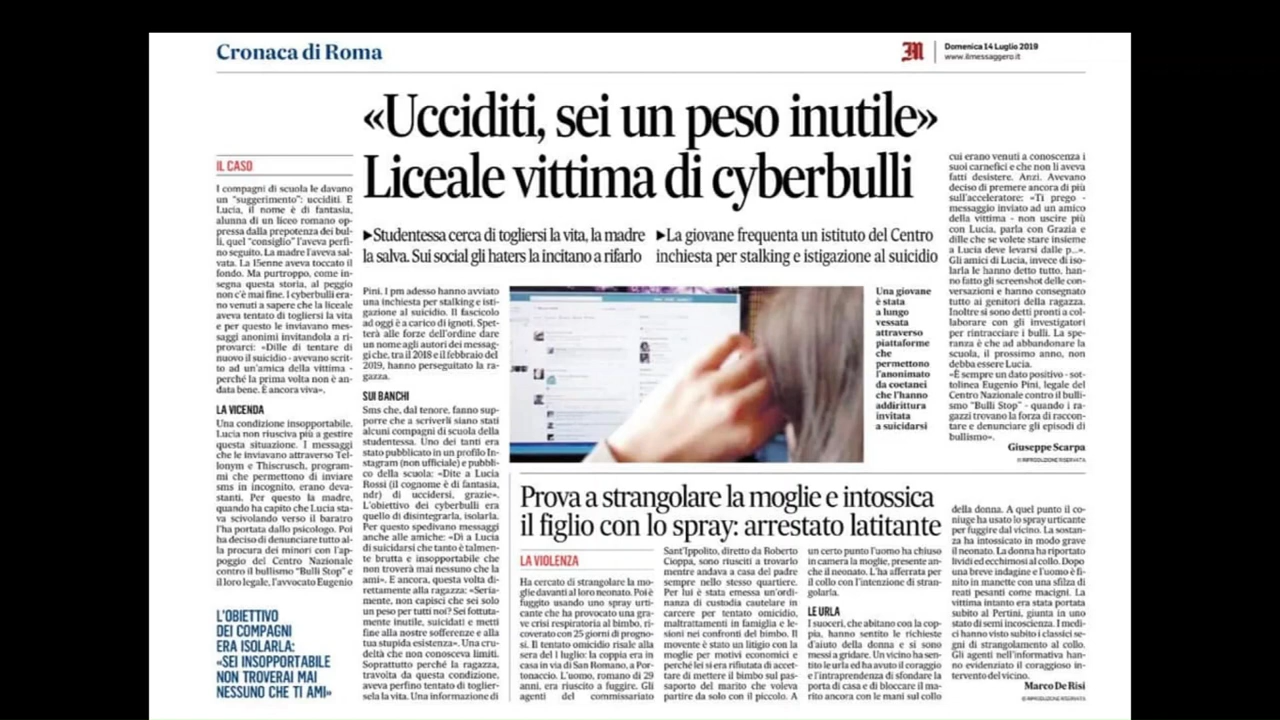 Cronaca di Roma
M
Domenica 14 Luglio 2019
www.ilmessaggero.it
«Ucciditi, sei un peso inutile»
Liceale vittima di cyberbulli
▶Studentessa cerca di togliersi la vita, la madre
la salva. Sui social gli haters la incitano a rifarlo
▶La giovane frequenta un istituto del Centro
inchiesta per stalking e istigazione al suicidio
IL CASO
I compagni di scuola le davano
un "suggerimento": ucciditi. E
Lucia, il nome è di fantasia,
alunna di un liceo romano op-
pressa dalla prepotenza dei bul-
li, quel "consiglio" l'aveva perfi-
no seguito. La madre l'aveva sal-
vata. La 15enne aveva toccato il
fondo. Ma purtroppo, come in-
segna questa storia, al peggio
non c'è mai fine. I cyberbulli era-
no venuti a sapere che la liceale
aveva tentato di togliersi la vita
e per questo le inviavano mes-
saggi anonimi invitandola a ri-
provarci: «Dille di tentare di
nuovo il suicidio - avevano scrit-
to ad un'amica della vittima -
perché la prima volta non è an-
data bene. È ancora viva».
LA VICENDA
Una condizione insopportabile.
Lucia non riusciva più a gestire
questa situazione. I messaggi
che le inviavano attraverso Tel-
lonym e Thiscrush, program-
mi che permettono di inviare
sms in incognito, erano deva-
stanti. Per questo la madre,
quando ha capito che Lucia sta-
va scivolando verso il baratro
l'ha portata dallo psicologo. Poi
ha deciso di denunciare tutto al-
la procura dei minori con l'ap-
poggio del Centro Nazionale
contro il bullismo "Bulli Stop" e
il loro legale, l'avvocato Eugenio
L'OBIETTIVO
DEI COMPAGNI
ERA ISOLARLA:
«SEI INSOPPORTABILE
NON TROVERAI MAI
NESSUNO CHE TI AMI»
Pini. I pm adesso hanno avviato
una inchiesta per stalking e isti-
gazione al suicidio. Il fascicolo
ad oggi è a carico di ignoti. Spet-
terà alle forze dell'ordine dare
un nome agli autori dei messag-
gi che, tra il 2018 e il febbraio del
2019, hanno perseguitato la ra-
gazza.
SUI BANCHI
Sms che, dal tenore, fanno sup-
porre che a scriverli siano stati
alcuni compagni di scuola della
studentessa. Uno dei tanti era
stato pubblicato in un profilo In-
stagram (non ufficiale) e pubbli-
co della scuola: «Dite a Lucia
Rossi (il cognome è di fantasia,
ndr) di uccidersi, grazie».
L'obiettivo dei cyberbulli era
quello di disintegrarla, isolarla.
Per questo spedivano messaggi
anche alle amiche: «Dì a Lucia
di suicidarsi che tanto è talmen-
te brutta e insopportabile che
non troverà mai nessuno che la
ami». E ancora, questa volta di-
rettamente alla ragazza: «Seria-
mente, non capisci che sei solo
un peso per tutti noi? Sei fottuta-
mente inutile, suicidati e metti
fine alla nostre sofferenze e alla
tua stupida esistenza». Una cru-
deltà che non conosceva limiti.
Soprattutto perché la ragazza,
travolta da questa condizione,
aveva perfino tentato di toglier-
sela la vita. Una informazione di
Una giovane
è stata
a lungo
vessata
attraverso
piattaforme
che
permettono
l'anonimato
da coetanei
che l'hanno
addirittura
invitata
a suicidarsi
cui erano venuti a conoscenza i
suoi carnefici e che non li aveva
fatti desistere. Anzi. Avevano
deciso di premere ancora di più
sull'acceleratore: «Ti prego -
messaggio inviato ad un amico
della vittima - non uscire più
con Lucia, parla con Grazia e
dille che se volete stare insieme
a Lucia deve levarsi dalle p...».
Gli amici di Lucia, invece di iso-
larla le hanno detto tutto, han-
no fatto gli screenshot delle con-
versazioni e hanno consegnato
tutto ai genitori della ragazza.
Inoltre si sono detti pronti a col-
laborare con gli investigatori
per rintracciare i bulli. La spe-
ranza è che ad abbandonare la
scuola, il prossimo anno, non
debba essere Lucia.
«È sempre un dato positivo - sot-
tolinea Eugenio Pini, legale del
Centro Nazionale contro il bulli-
smo "Bulli Stop" - quando i ra-
gazzi trovano la forza di raccon-
tare e denunciare gli episodi di
bullismo».
Giuseppe Scarpa
© RIPRODUZIONE RISERVATA
Prova a strangolare la moglie e intossica
il figlio con lo spray: arrestato latitante
LA VIOLENZA
Ha cercato di strangolare la mo-
glie davanti al loro neonato. Poi è
fuggito usando uno spray urti-
cante che ha provocato una gra-
ve crisi respiratoria al bimbo, ri-
coverato con 25 giorni di progno-
si. Il tentato omicidio risale alla
sera del 1 luglio: la coppia era in
casa in via di San Romano, a Por-
tonaccio. L'uomo, romano di 29
anni, era riuscito a fuggire. Gli
agenti del commissariato
Sant'Ippolito, diretto da Roberto
Cioppa, sono riusciti a trovarlo
mentre andava a casa del padre
sempre nello stesso quartiere.
Per lui è stata emessa un'ordi-
nanza di custodia cautelare in
carcere per tentato omicidio,
maltrattamenti in famiglia e le-
sioni nei confronti del bimbo. Il
movente è stato un litigio con la
moglie per motivi economici e
perché lei si era rifiutata di accet-
tare di mettere il bimbo sul pas-
saporto del marito che voleva
partire da solo con il piccolo. A
un certo punto l'uomo ha chiuso
in camera la moglie, presente an-
che il neonato. L'ha afferrata per
il collo con l'intenzione di stran-
golarla.
LE URLA
I suoceri, che abitano con la cop-
pia, hanno sentito le richieste
d'aiuto della donna e si sono
messi a gridare. Un vicino ha sen-
tito le urla ed ha avuto il coraggio
e l'intraprendenza di sfondare la
porta di casa e di bloccare il ma-
rito ancora con le mani sul collo
della donna. A quel punto il co-
niuge ha usato lo spray urticante
per fuggire dal vicino. La sostan-
za ha intossicato in modo grave
il neonato. La donna ha riportato
lividi ed ecchimosi al collo. Dopo
una breve indagine e l'uomo è fi-
nito in manette con una sfilza di
reati pesanti come macigni. La
vittima intanto era stata portata
subito al Pertini, giunta in uno
stato di semi incoscienza. I medi-
ci hanno visto subito i classici se-
gni di strangolamento al collo.
Gli agenti nell'informativa han-
no evidenziato il coraggioso in-
tervento del vicino.
Marco De Risi
© RIPRODUZIONE RISERVATA